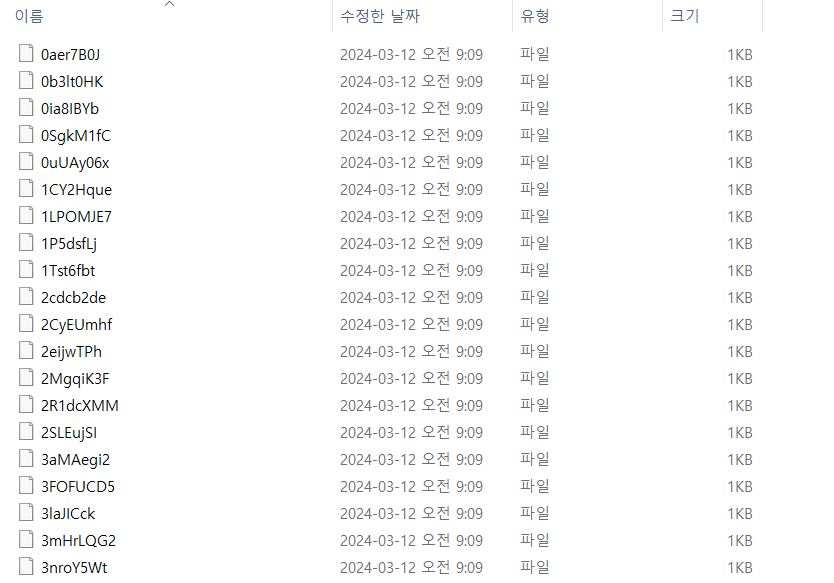 이름 수정한 날짜 유형 크기
0aer7B0J 2024-03-12 오전 9:09 파일 1KB
0b3lt0HK 2024-03-12 오전 9:09 파일 1KB
0ia8IBYb 2024-03-12 오전 9:09 파일 1KB
0SgkM1fC 2024-03-12 오전 9:09 파일 1KB
0uUAy06x 2024-03-12 오전 9:09 파일 1KB
1CY2Hque 2024-03-12 오전 9:09 파일 1KB
1LPOMJE7 2024-03-12 오전 9:09 파일 1KB
1P5dsfLj 2024-03-12 오전 9:09 파일 1KB
1Tst6fbt 2024-03-12 오전 9:09 파일 1KB
2cdcb2de 2024-03-12 오전 9:09 파일 1KB
2CyEUmhf 2024-03-12 오전 9:09 파일 1KB
2eijwTPh 2024-03-12 오전 9:09 파일 1KB
2MgqiK3F 2024-03-12 오전 9:09 파일 1KB
2R1dcXMM 2024-03-12 오전 9:09 파일 1KB
2SLEujSI 2024-03-12 오전 9:09 파일 1KB
3aMAegi2 2024-03-12 오전 9:09 파일 1KB
3FOFUCD5 2024-03-12 오전 9:09 파일 1KB
3laJICck 2024-03-12 오전 9:09 파일 1KB
3mHrLQG2 2024-03-12 오전 9:09 파일 1KB
3nroY5Wt 2024-03-12 오전 9:09 파일 1KB